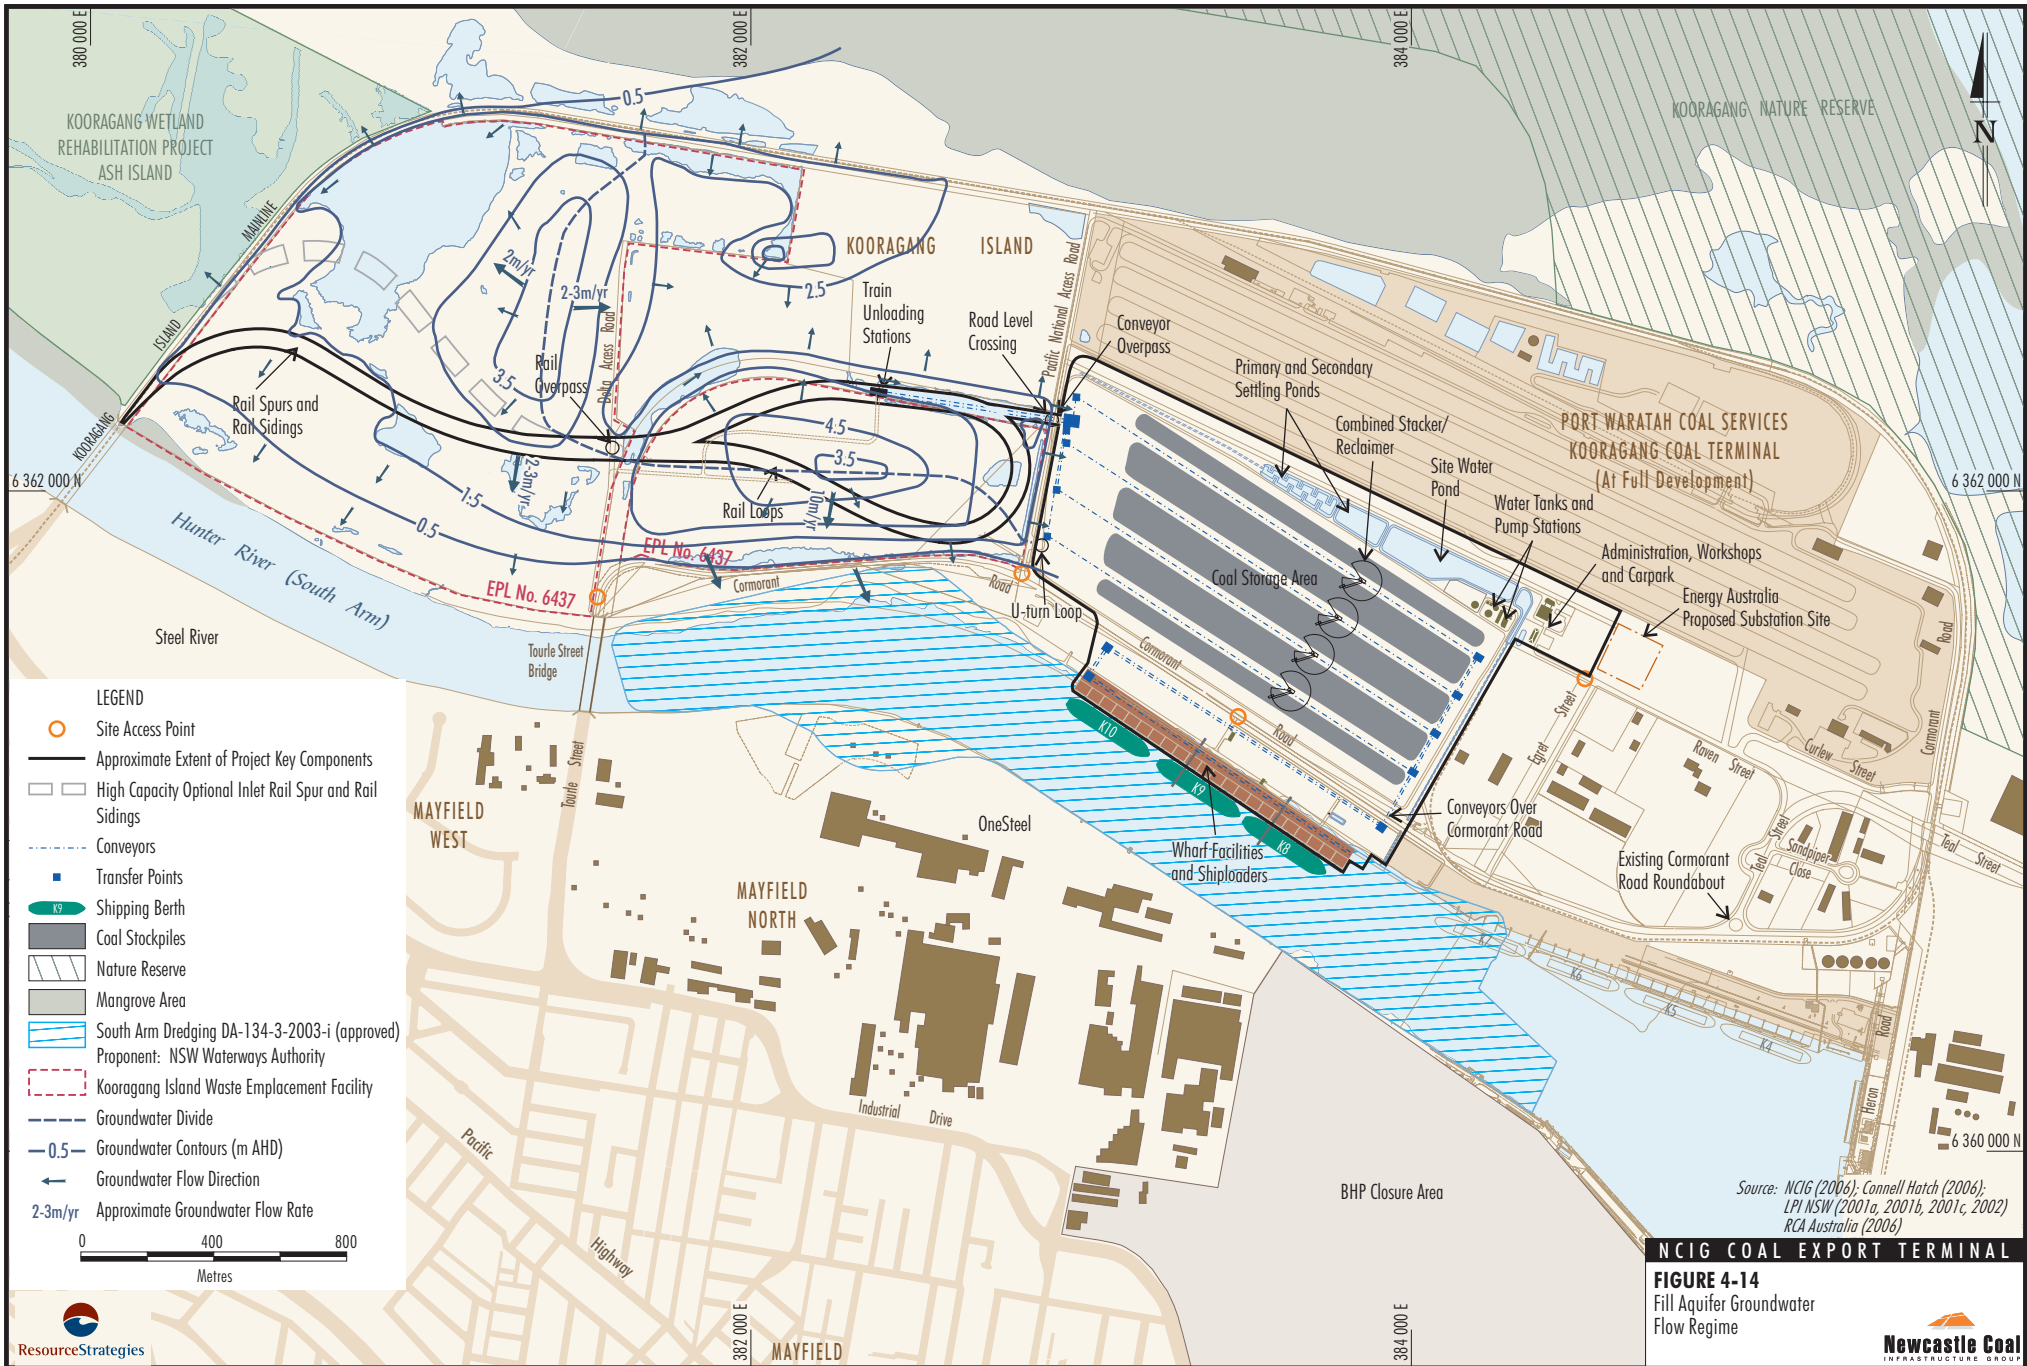 380 000 E
382 000 E
384 000 E
KOORAGANG WETLAND
REHABILITATION PROJECT
ASH ISLAND
KOORAGANG NATURE RESERVE
N
0.5
MAINLINE
ISLAND
KOORAGANG
KOORAGANG ISLAND
2m/yr
2-3m/yr
2.5
Train
Unloading
Stations
Road Level
Crossing
Pacific National Access Road
Conveyor
Overpass
Primary and Secondary
Settling Ponds
Combined Stacker/
Reclaimer
Site Water
Pond
Water Tanks and
Pump Stations
Administration, Workshops
and Carpark
Energy Australia
Proposed Substation Site
PORT WARATAH COAL SERVICES
KOORAGANG COAL TERMINAL
(At Full Development)
Delta Access Road
Rail
Overpass
3.5
Rail Spurs and
Rail Sidings
4.5
3.5
6 362 000 N
6 362 000 N
2-3m/yr
1.5
0.5
Rail Loops
10m/yr
EPL No. 6437
EPL No. 6437
Hunter River (South Arm)
Cormorant Road
U-turn Loop
Coal Storage Area
Steel River
Tourle Street
Bridge
Cormorant Road
Egret Street
Raven Street
Curlew Street
Cormorant Road
Teal Street
Teal Street
Sandpiper
Close
K10
K9
K8
K7
K6
K5
K4
Wharf Facilities
and Shiploaders
Conveyors Over
Cormorant Road
Existing Cormorant
Road Roundabout
Heron Road
Tourle Street
MAYFIELD
WEST
OneSteel
MAYFIELD
NORTH
Industrial Drive
Pacific
Highway
MAYFIELD
BHP Closure Area
6 360 000 N
LEGEND
Site Access Point
Approximate Extent of Project Key Components
High Capacity Optional Inlet Rail Spur and Rail
Sidings
Conveyors
Transfer Points
K9 Shipping Berth
Coal Stockpiles
Nature Reserve
Mangrove Area
South Arm Dredging DA-134-3-2003-i (approved)
Proponent: NSW Waterways Authority
Kooragang Island Waste Emplacement Facility
Groundwater Divide
0.5 Groundwater Contours (m AHD)
Groundwater Flow Direction
2-3m/yr Approximate Groundwater Flow Rate
0 400 800
Metres
ResourceStrategies
382 000 E
384 000 E
Source: NCIG (2006); Connell Hatch (2006);
LPI NSW (2001a, 2001b, 2001c, 2002)
RCA Australia (2006)
NCIG COAL EXPORT TERMINAL
FIGURE 4-14
Fill Aquifer Groundwater
Flow Regime
Newcastle Coal
INFRASTRUCTURE GROUP